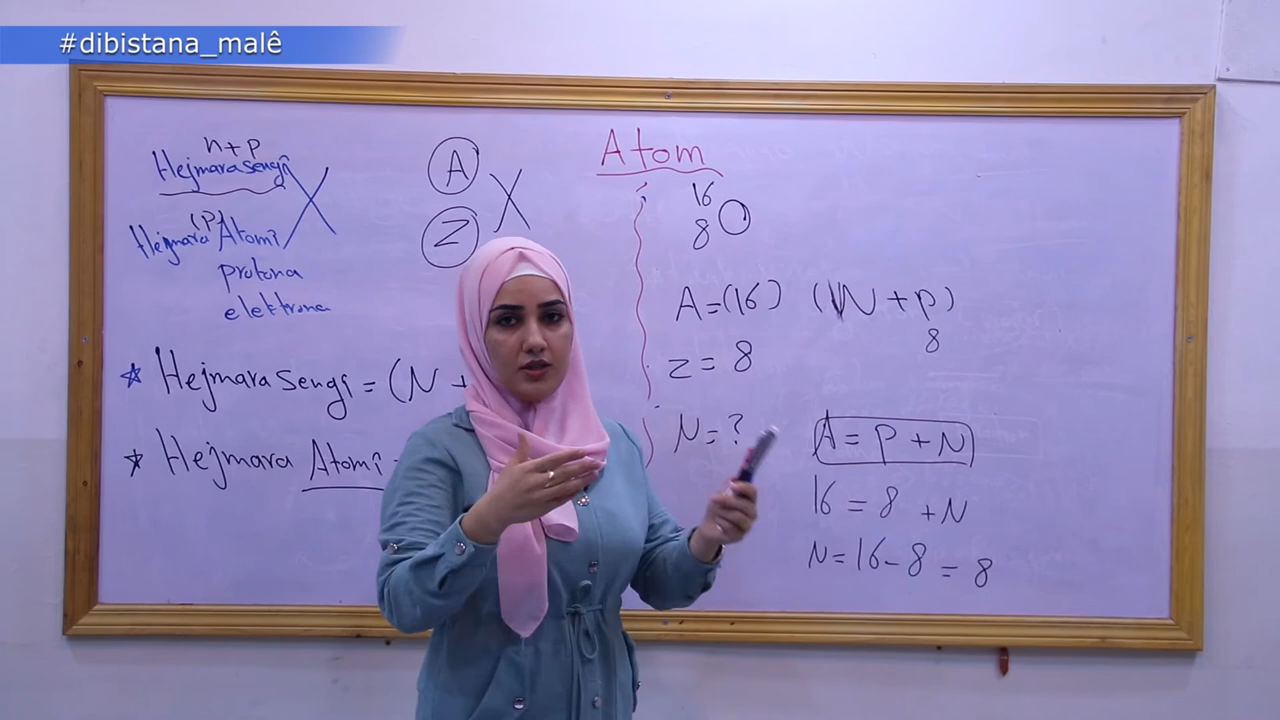 #dibistana_malê
n+p
Hejmara sengî
(P)
Hejmara Atomî
protona
elektrona
A
Z
X
Atom
16
8 O
A=(16) (N+p)
8
z = 8
N=?
A = p + N
16 = 8 + N
N=16-8 = 8
★ Hejmara sengî = (N +
★ Hejmara Atomî